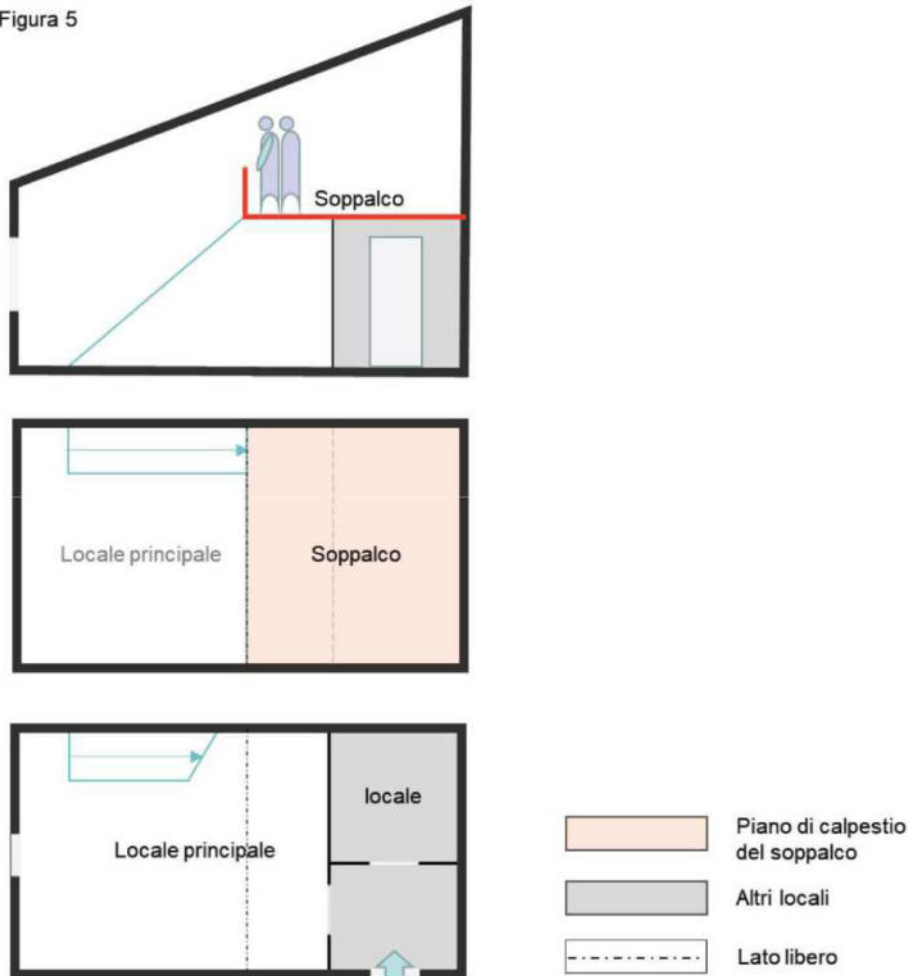 Figura 5
Soppalco
Locale principale
Soppalco
locale
Locale principale
Piano di calpestio
del soppalco
Altri locali
Lato libero